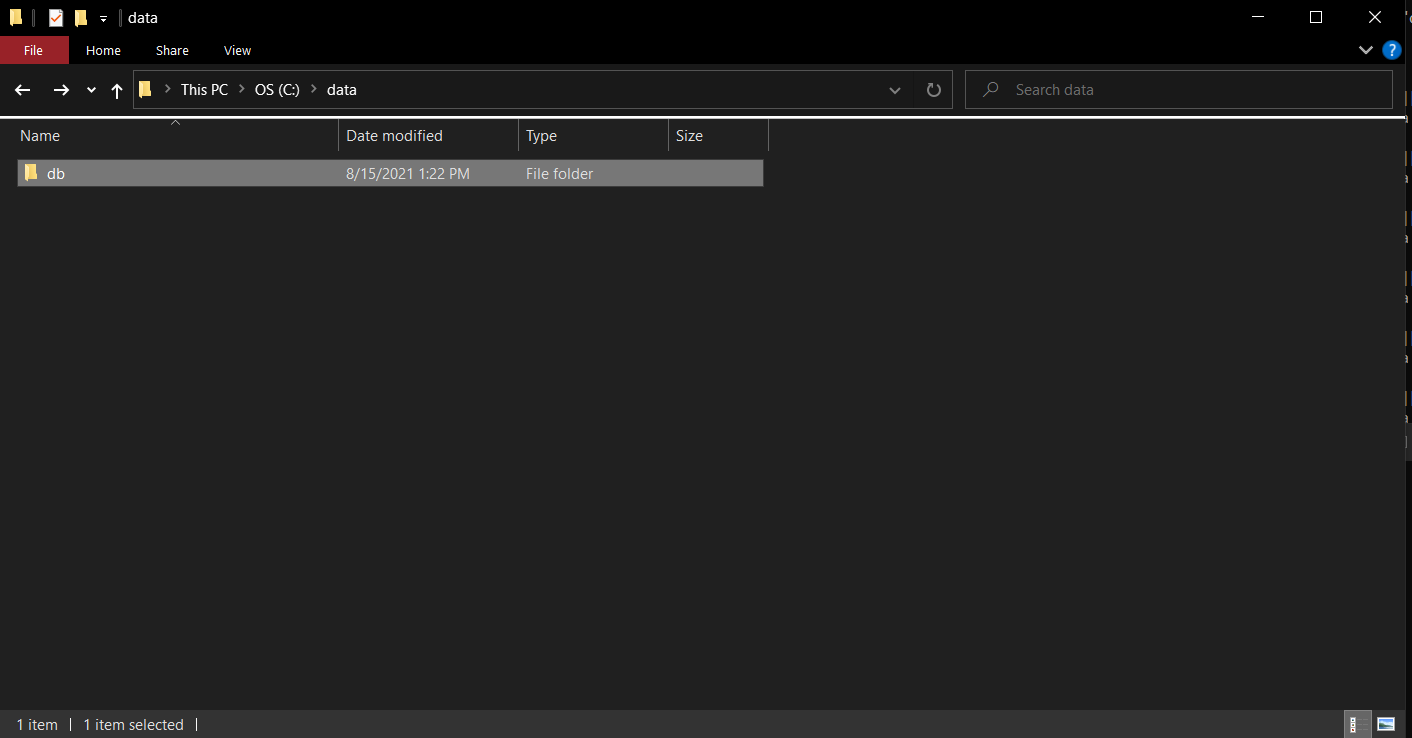 data
File Home Share View
?
This PC OS (C:) data Search data
Name Date modified Type Size
db 8/15/2021 1:22 PM File folder
1 item 1 item selected